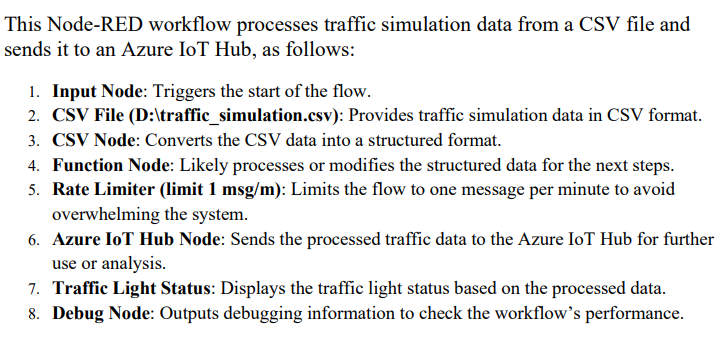 This Node-RED workflow processes traffic simulation data from a CSV file and
sends it to an Azure IoT Hub, as follows:
1. Input Node: Triggers the start of the flow.
2. CSV File (D:\traffic_simulation.csv): Provides traffic simulation data in CSV format.
3. CSV Node: Converts the CSV data into a structured format.
4. Function Node: Likely processes or modifies the structured data for the next steps.
5. Rate Limiter (limit 1 msg/m): Limits the flow to one message per minute to avoid
overwhelming the system.
6. Azure IoT Hub Node: Sends the processed traffic data to the Azure IoT Hub for further
use or analysis.
7. Traffic Light Status: Displays the traffic light status based on the processed data.
8. Debug Node: Outputs debugging information to check the workflow’s performance.